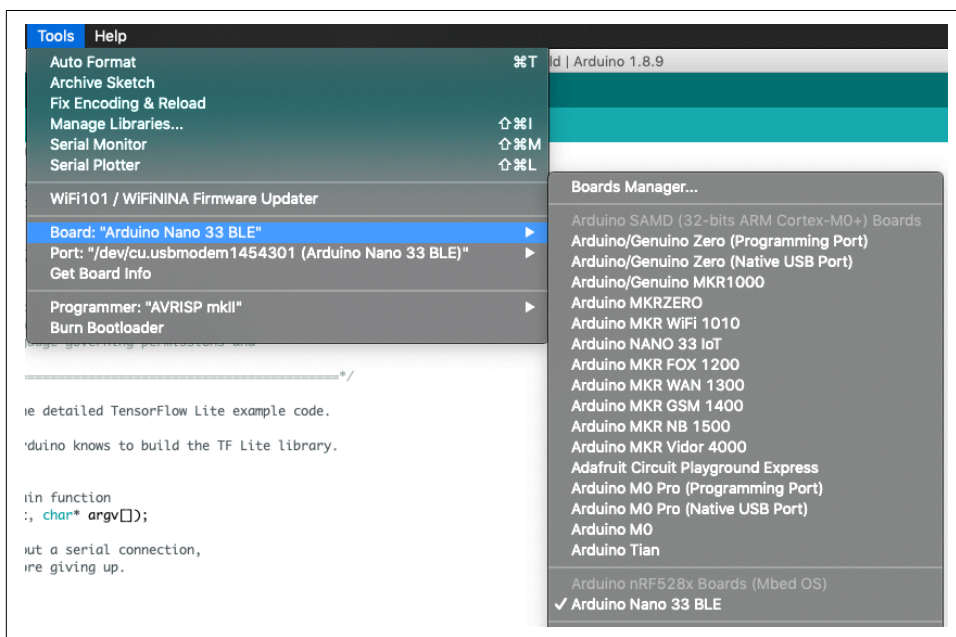 Tools Help
Auto Format ⌘T
Archive Sketch
Fix Encoding & Reload
Manage Libraries... ⇧⌘I
Serial Monitor ⇧⌘M
Serial Plotter ⇧⌘L
WiFi101 / WiFiNINA Firmware Updater
Board: "Arduino Nano 33 BLE"
Port: "/dev/cu.usbmodem1454301 (Arduino Nano 33 BLE)"
Get Board Info
Programmer: "AVRISP mkII"
Burn Bootloader
ld | Arduino 1.8.9
Boards Manager...
Arduino SAMD (32-bits ARM Cortex-M0+) Boards
Arduino/Genuino Zero (Programming Port)
Arduino/Genuino Zero (Native USB Port)
Arduino/Genuino MKR1000
Arduino MKRZERO
Arduino MKR WiFi 1010
Arduino NANO 33 IoT
Arduino MKR FOX 1200
Arduino MKR WAN 1300
Arduino MKR GSM 1400
Arduino MKR NB 1500
Arduino MKR Vidor 4000
Adafruit Circuit Playground Express
Arduino M0 Pro (Programming Port)
Arduino M0 Pro (Native USB Port)
Arduino M0
Arduino Tian
Arduino nRF528x Boards (Mbed OS)
✓ Arduino Nano 33 BLE
governing permissions and
=============================================*/
detailed TensorFlow Lite example code.
knows to build the TF Lite library.
function
char* argv[]);
a serial connection,
giving up.